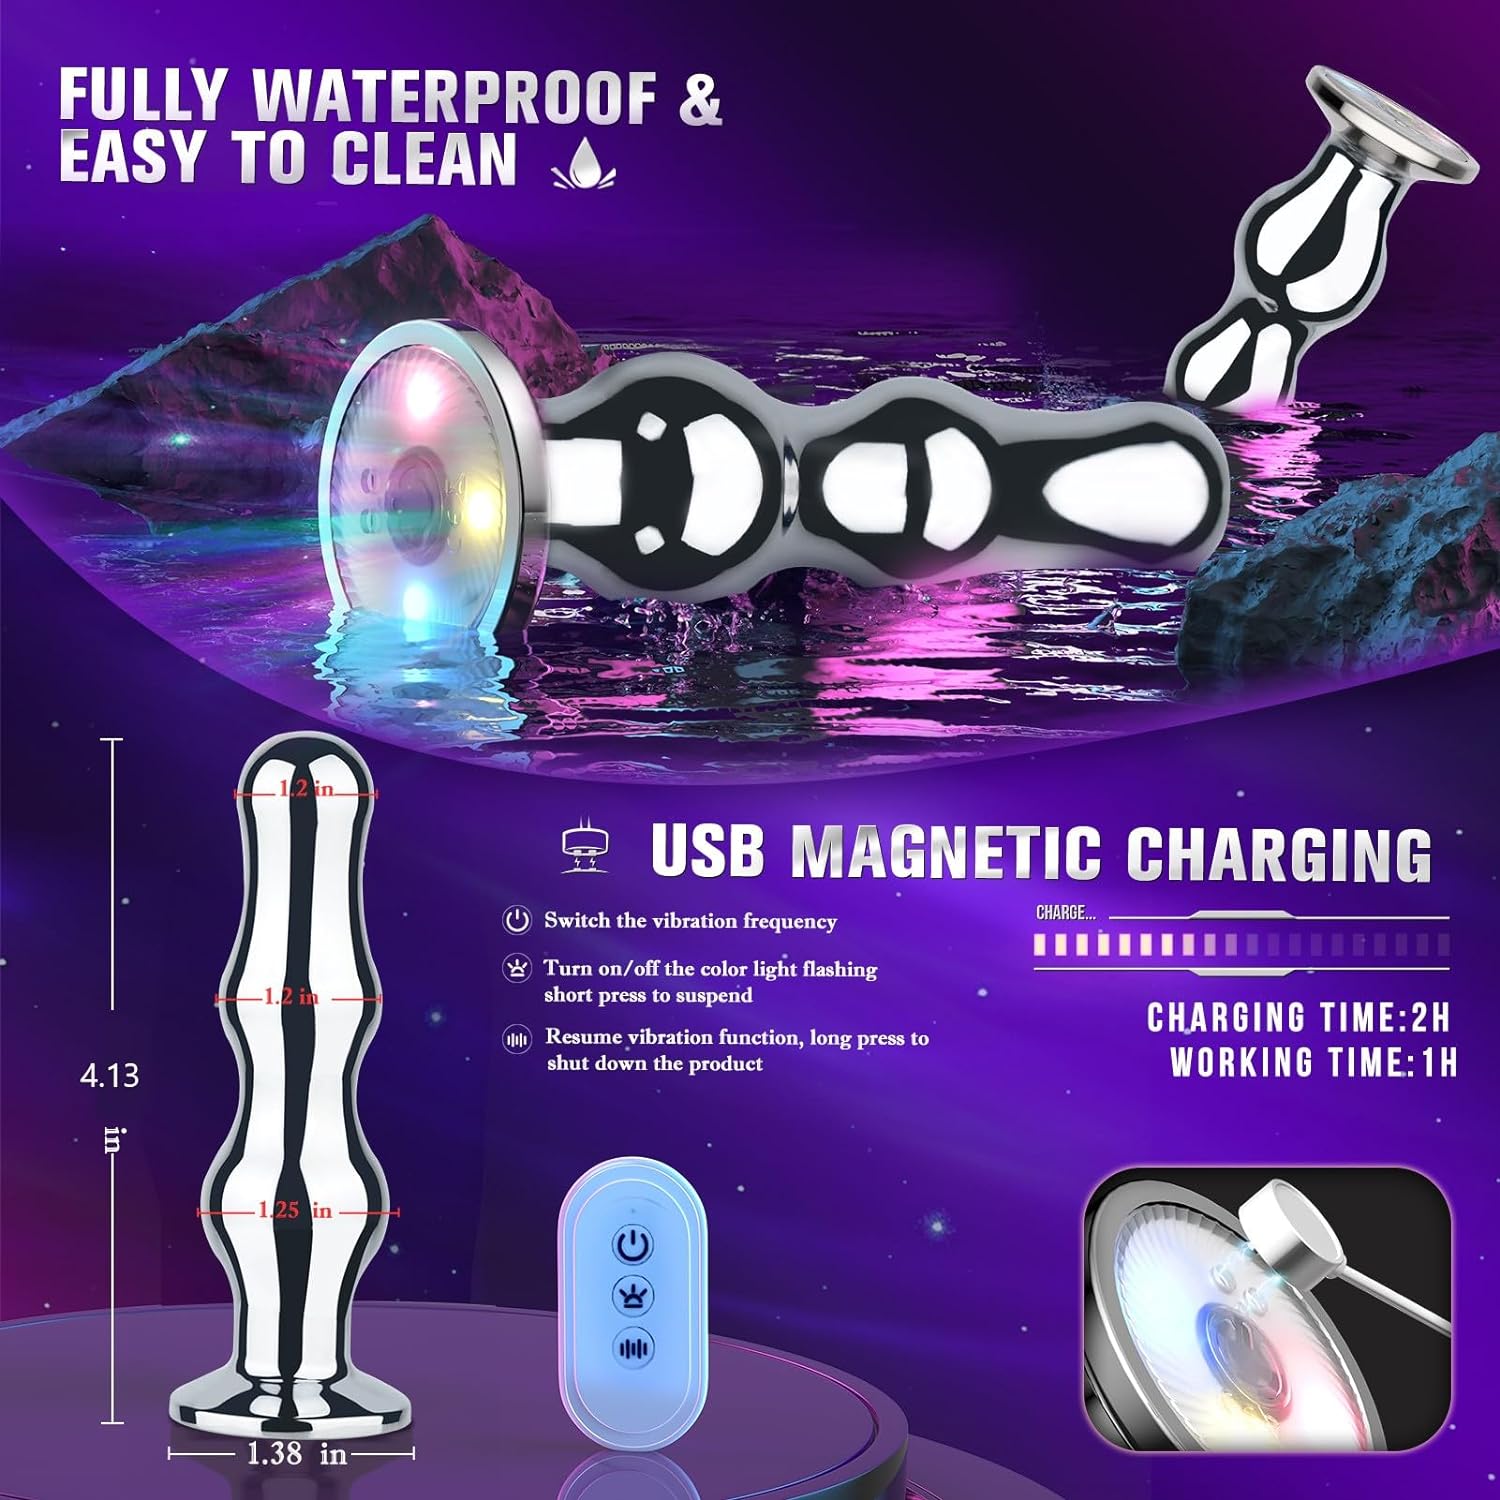 FULLY WATERPROOF &
EASY TO CLEAN
1.2 in
1.2 in
4.13
in
1.25 in
1.38 in
USB MAGNETIC CHARGING
Switch the vibration frequency
Turn on/off the color light flashing
short press to suspend
Resume vibration function, long press to
shut down the product
CHARGE...
CHARGING TIME:2H
WORKING TIME:1H